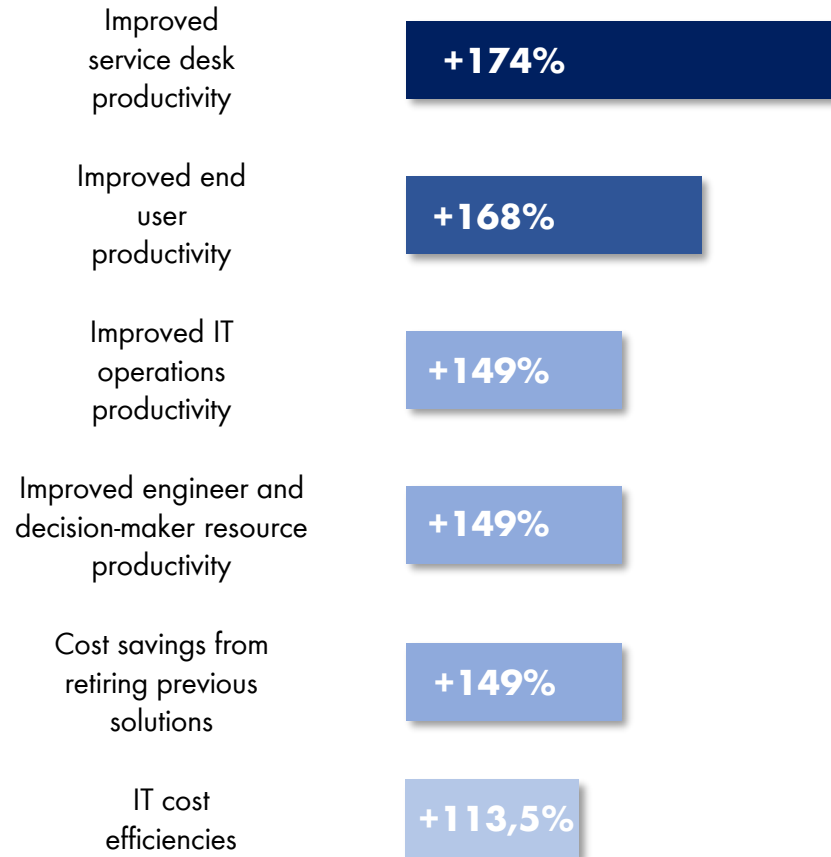 Improved
service desk
productivity
+174%
Improved end
user
productivity
+168%
Improved IT
operations
productivity
+149%
Improved engineer and
decision-maker resource
productivity
+149%
Cost savings from
retiring previous
solutions
+149%
IT cost
efficiencies
+113,5%